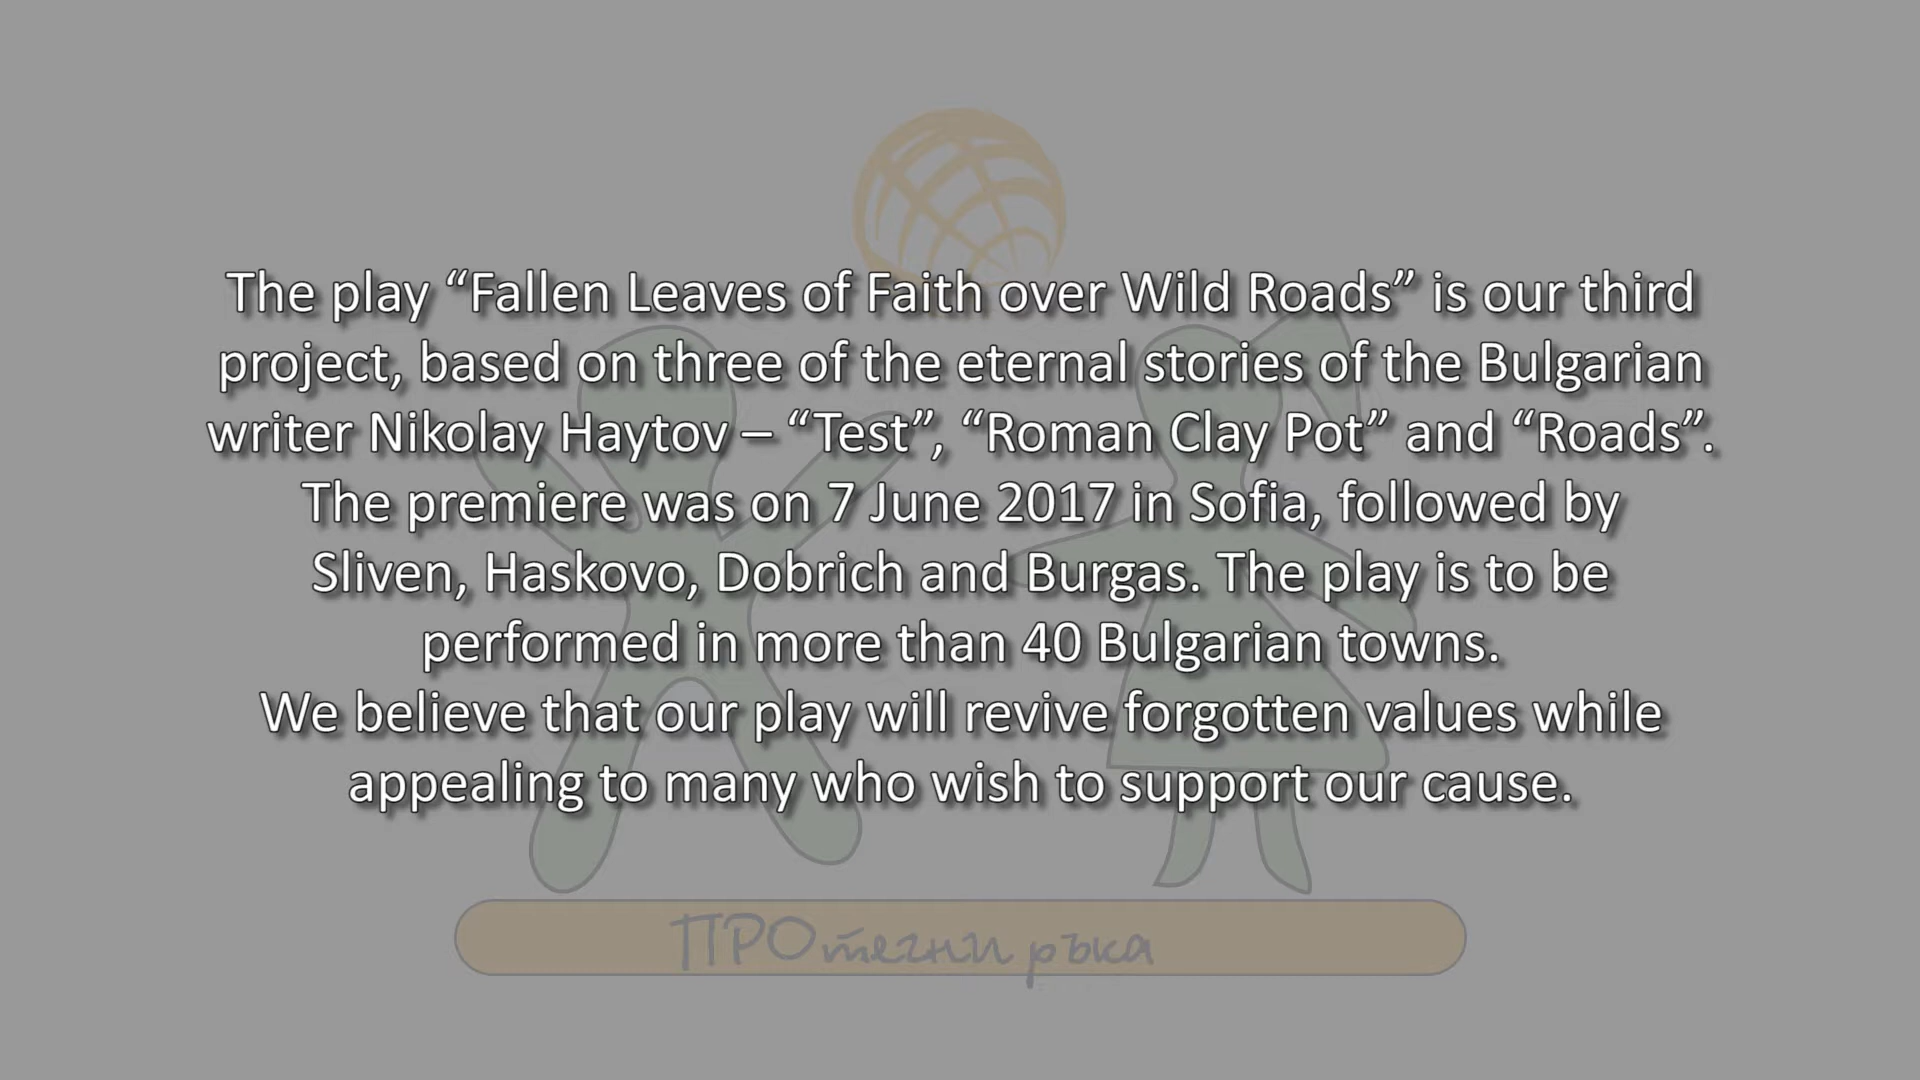 The play “Fallen Leaves of Faith over Wild Roads” is our third
project, based on three of the eternal stories of the Bulgarian
writer Nikolay Haytov – “Test”, “Roman Clay Pot” and “Roads”.
The premiere was on 7 June 2017 in Sofia, followed by
Sliven, Haskovo, Dobrich and Burgas. The play is to be
performed in more than 40 Bulgarian towns.
We believe that our play will revive forgotten values while
appealing to many who wish to support our cause.
ПРОтегни ръка